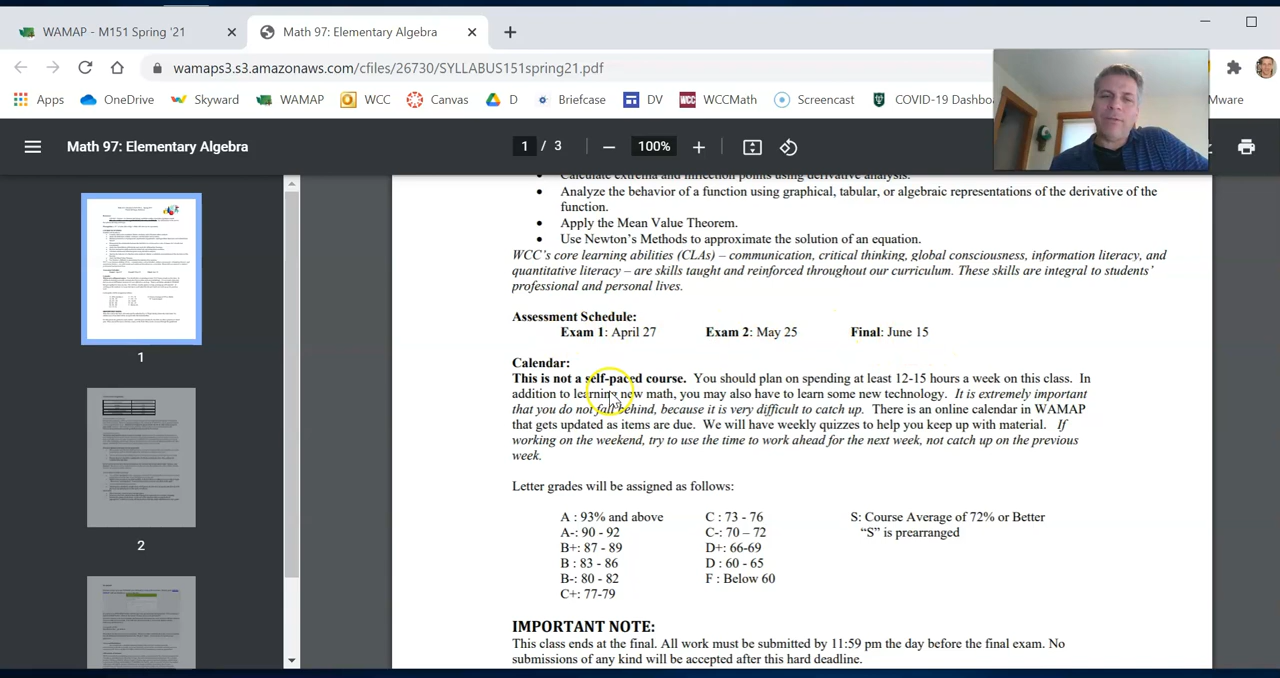 WAMAP - M151 Spring '21
Math 97: Elementary Algebra
wamaps3.s3.amazonaws.com/cfiles/26730/SYLLABUS151spring21.pdf
Apps OneDrive Skyward WAMAP WCC Canvas D Briefcase DV WCCMath Screencast COVID-19 Dashbo Mware
Math 97: Elementary Algebra
1 / 3
100%
Calculate extrema and inflection points using derivative analysis.
• Analyze the behavior of a function using graphical, tabular, or algebraic representations of the derivative of the
function.
• Apply the Mean Value Theorem.
• Use Newton's Methods to approximate the solution of an equation.
core learning abilities (CLAs) – communication, critical thinking, global consciousness, information literacy, and
quantitative literacy – are skills taught and reinforced throughout our curriculum. These skills are integral to students'
professional and personal lives.
Assessment Schedule:
Exam 1: April 27 Exam 2: May 25 Final: June 15
Calendar:
This is not a self-paced course. You should plan on spending at least 12-15 hours a week on this class. In
addition to learning new math, you may also have to learn some new technology. It is extremely important
that you do not fall behind, because it is very difficult to catch up. There is an online calendar in WAMAP
that gets updated as items are due. We will have weekly quizzes to help you keep up with material. If
working on the weekend, try to use the time to work ahead for the next week, not catch up on the previous
week.
Letter grades will be assigned as follows:
A : 93% and above C : 73 - 76 S: Course Average of 72% or Better
A-: 90 - 92 C-: 70 – 72 “S” is prearranged
B+: 87 - 89 D+: 66-69
B : 83 - 86 D : 60 - 65
B-: 80 - 82 F : Below 60
C+: 77-79
IMPORTANT NOTE:
This class ends at the final. All work must be submitted by 11:59 pm the day before the final exam. No
submissions of any kind will be accepted after this hard deadline.
1
2